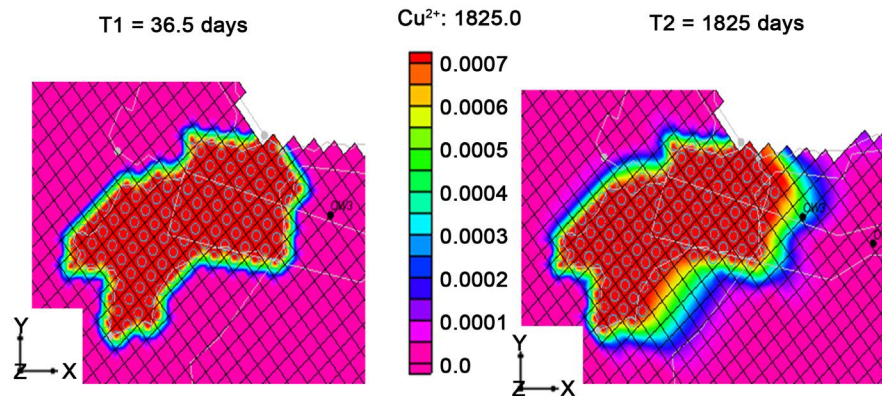 T1 = 36.5 days
Cu²⁺: 1825.0
T2 = 1825 days
0.0007
0.0006
0.0005
0.0004
0.0003
0.0002
0.0001
0.0
OW3
Y
Z
X
OW3
O
Y
Z
X